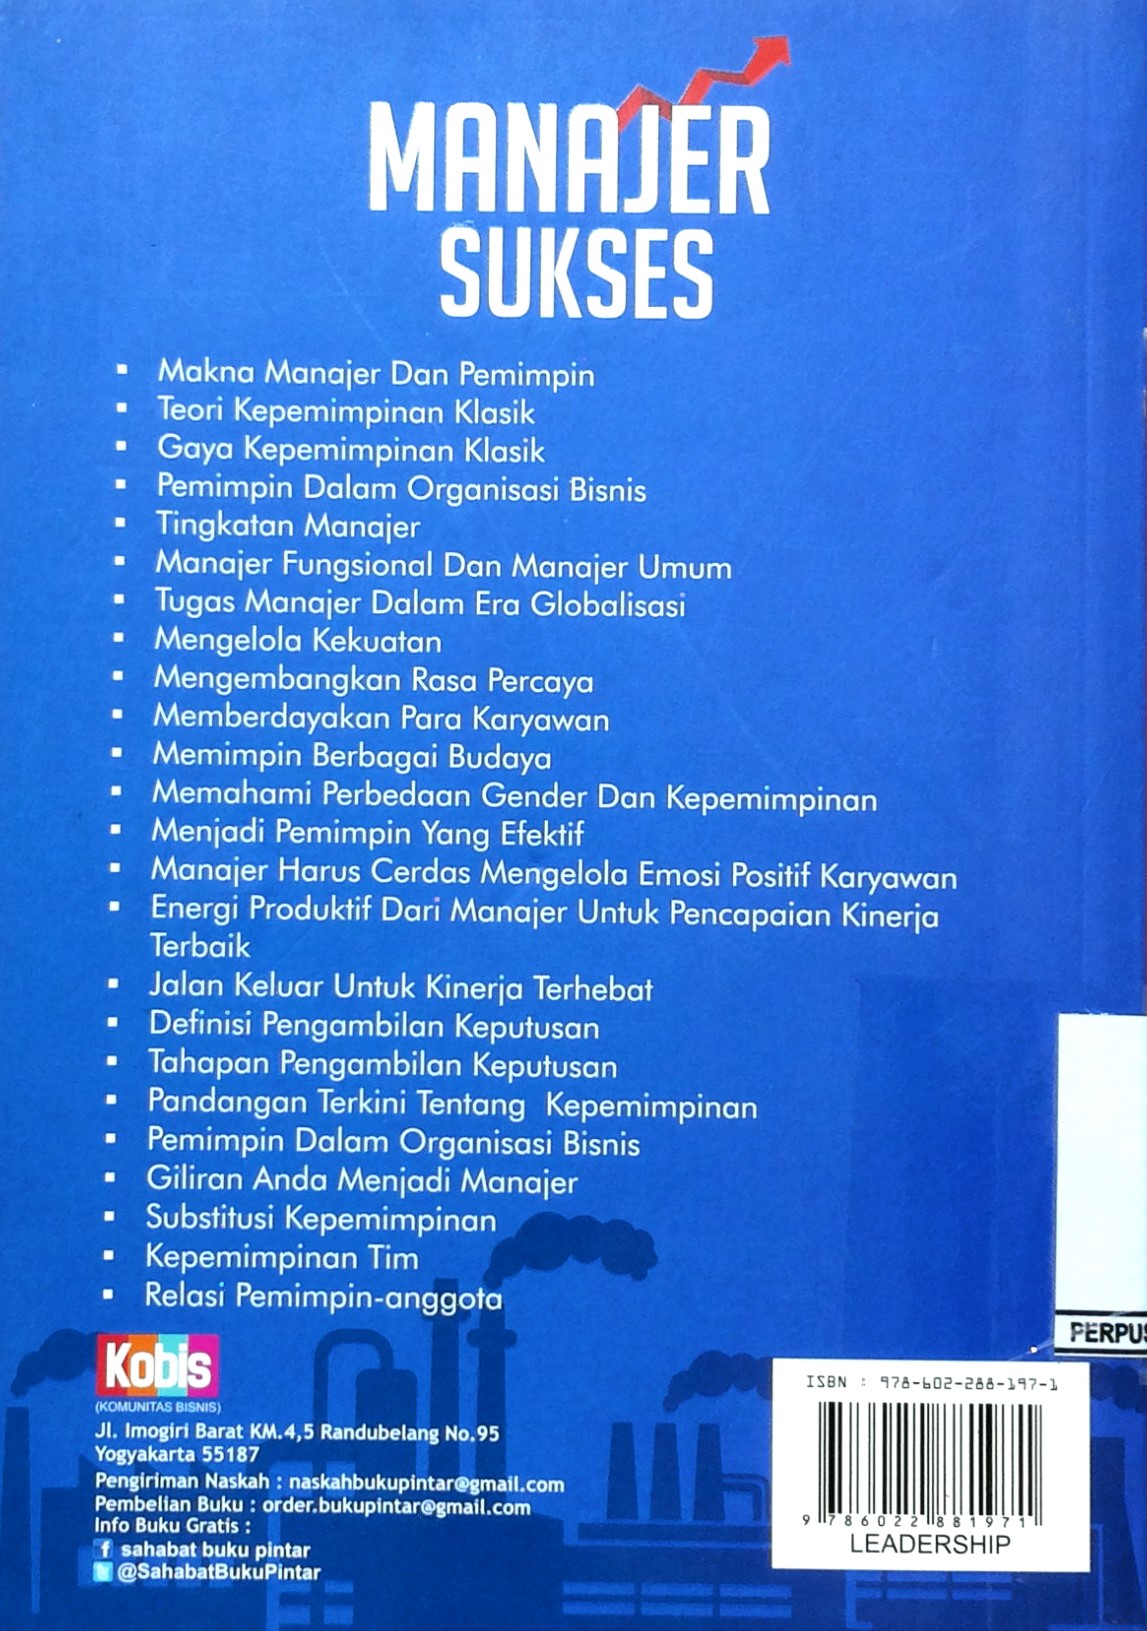 MANAJER
SUKSES
▪ Makna Manajer Dan Pemimpin
▪ Teori Kepemimpinan Klasik
▪ Gaya Kepemimpinan Klasik
▪ Pemimpin Dalam Organisasi Bisnis
▪ Tingkatan Manajer
▪ Manajer Fungsional Dan Manajer Umum
▪ Tugas Manajer Dalam Era Globalisasi
▪ Mengelola Kekuatan
▪ Mengembangkan Rasa Percaya
▪ Memberdayakan Para Karyawan
▪ Memimpin Berbagai Budaya
▪ Memahami Perbedaan Gender Dan Kepemimpinan
▪ Menjadi Pemimpin Yang Efektif
▪ Manajer Harus Cerdas Mengelola Emosi Positif Karyawan
▪ Energi Produktif Dari Manajer Untuk Pencapaian Kinerja
Terbaik
▪ Jalan Keluar Untuk Kinerja Terhebat
▪ Definisi Pengambilan Keputusan
▪ Tahapan Pengambilan Keputusan
▪ Pandangan Terkini Tentang Kepemimpinan
▪ Pemimpin Dalam Organisasi Bisnis
▪ Giliran Anda Menjadi Manajer
▪ Substitusi Kepemimpinan
▪ Kepemimpinan Tim
▪ Relasi Pemimpin-anggota
Kobis
(KOMUNITAS BISNIS)
Jl. Imogiri Barat KM.4,5 Randubelang No.95
Yogyakarta 55187
Pengiriman Naskah : naskahbukupintar@gmail.com
Pembelian Buku : order.bukupintar@gmail.com
Info Buku Gratis :
f sahabat buku pintar
@SahabatBukuPintar
PERPUS
ISBN : 978-602-288-197-1
9 786022 881971
LEADERSHIP